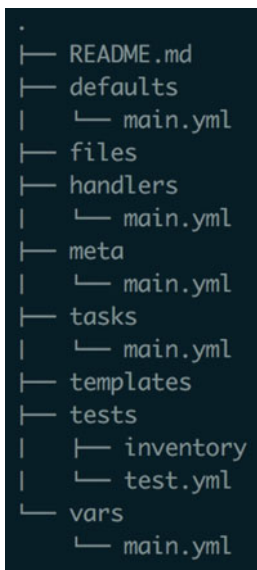 .
├── README.md
├── defaults
│   └── main.yml
├── files
├── handlers
│   └── main.yml
├── meta
│   └── main.yml
├── tasks
│   └── main.yml
├── templates
├── tests
│   ├── inventory
│   └── test.yml
└── vars
    └── main.yml